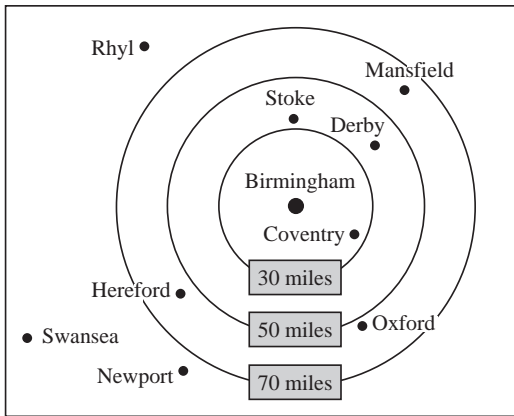 Rhyl
Mansfield
Stoke
Derby
Birmingham
Coventry
30 miles
Hereford
50 miles
Oxford
Swansea
Newport
70 miles